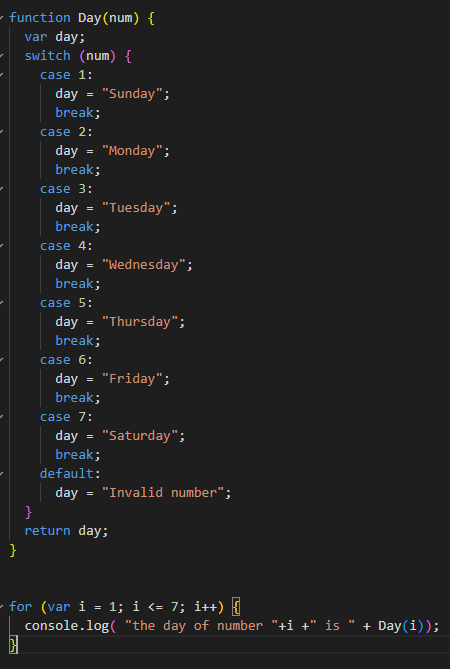 function Day(num) {
  var day;
  switch (num) {
    case 1:
      day = "Sunday";
      break;
    case 2:
      day = "Monday";
      break;
    case 3:
      day = "Tuesday";
      break;
    case 4:
      day = "Wednesday";
      break;
    case 5:
      day = "Thursday";
      break;
    case 6:
      day = "Friday";
      break;
    case 7:
      day = "Saturday";
      break;
    default:
      day = "Invalid number";
  }
  return day;
}
for (var i = 1; i <= 7; i++) {
  console.log( "the day of number "+i +" is " + Day(i));
}